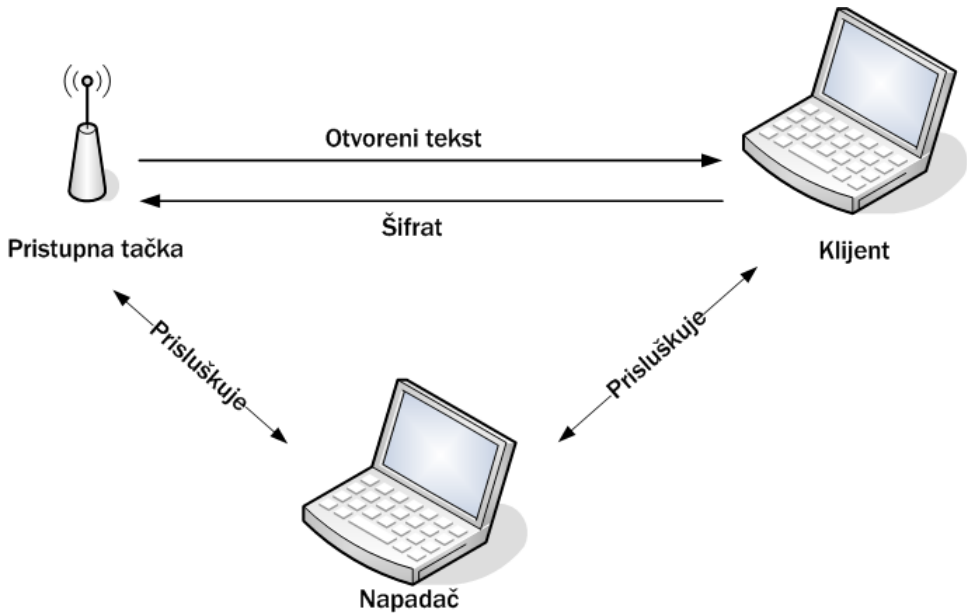 Otvoreni tekst
Šifrat
Pristupna tačka
Klijent
Prisluškuje
Prisluškuje
Napadač